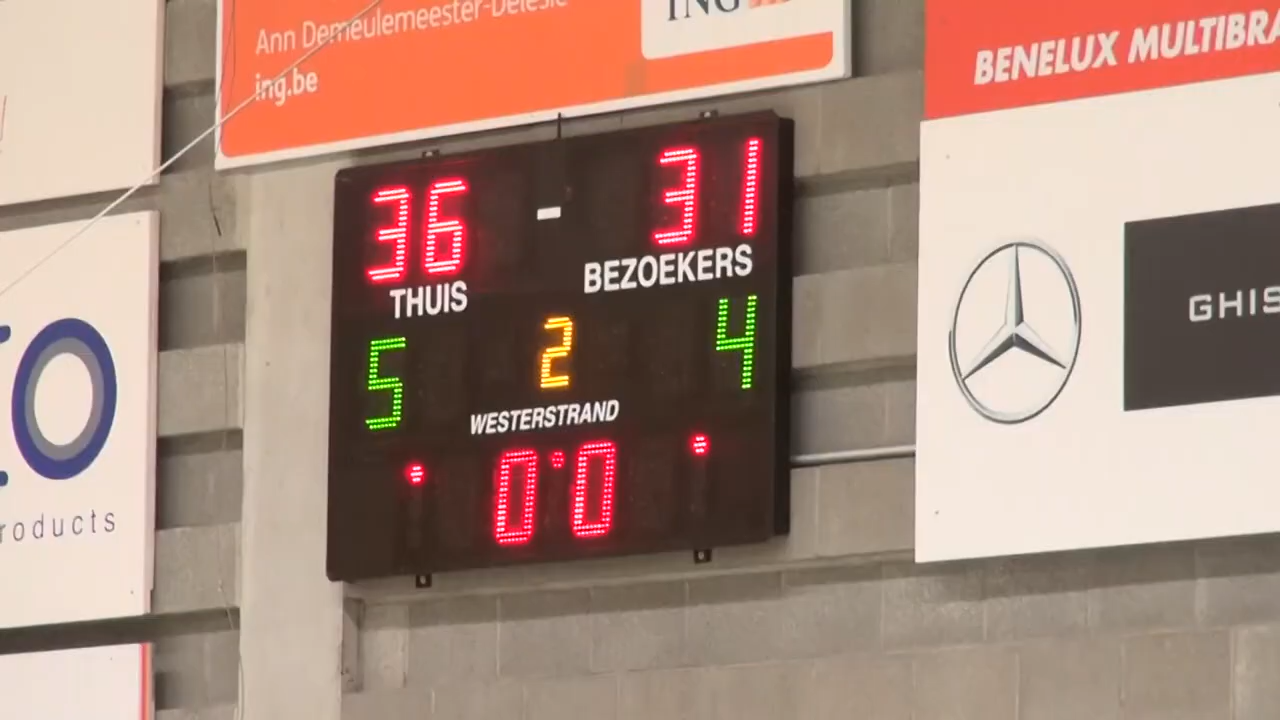 Ann Demeulemeester-Delesie
ing.be
ING
BENELUX MULTIBRA
36 - 31
THUIS
BEZOEKERS
5 2 4
WESTERSTRAND
0:0
GHIS
roducts